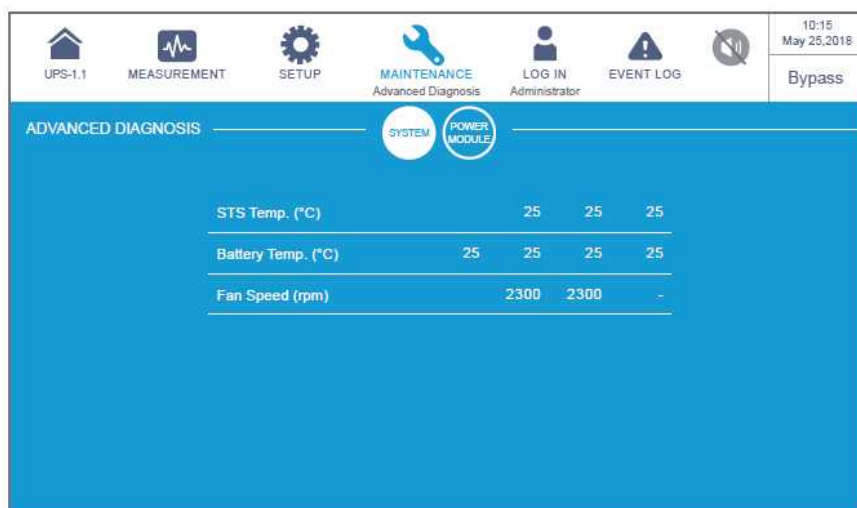 10:15
May 25,2018
UPS-1.1 MEASUREMENT SETUP MAINTENANCE LOG IN EVENT LOG
Advanced Diagnosis Administrator
Bypass
ADVANCED DIAGNOSIS SYSTEM POWER MODULE
STS Temp. (°C) 25 25 25
Battery Temp. (°C) 25 25 25 25
Fan Speed (rpm) 2300 2300 -